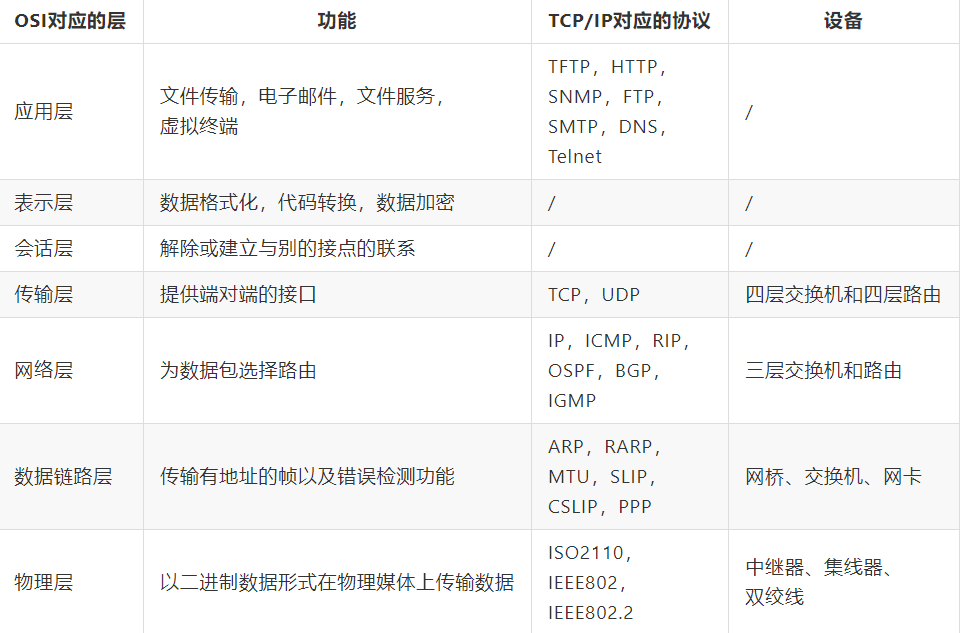 OSI对应的层 功能 TCP/IP对应的协议 设备
应用层
文件传输，电子邮件，文件服务，
虚拟终端
TFTP，HTTP，
SNMP，FTP，
SMTP，DNS，
Telnet
/
表示层 数据格式化，代码转换，数据加密 / /
会话层 解除或建立与别的接点的联系 / /
传输层 提供端对端的接口 TCP，UDP 四层交换机和四层路由
网络层 为数据包选择路由
IP，ICMP，RIP，
OSPF，BGP，
IGMP
三层交换机和路由
数据链路层 传输有地址的帧以及错误检测功能
ARP，RARP，
MTU，SLIP，
CSLIP，PPP
网桥、交换机、网卡
物理层 以二进制数据形式在物理媒体上传输数据
ISO2110，
IEEE802，
IEEE802.2
中继器、集线器、
双绞线